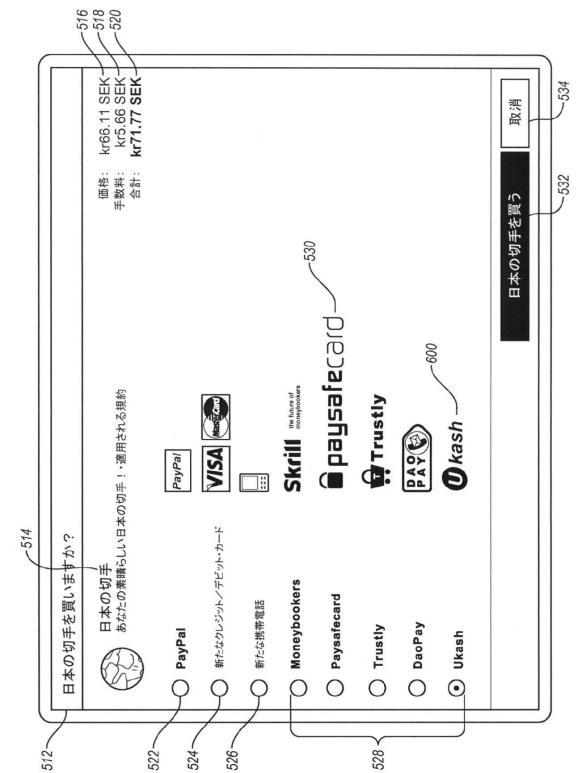 512
日本の切手を買いますか？
514
日本の切手
あなたの素晴らしい日本の切手！・適用される規約
価格： kr66.11 SEK 516
手数料： kr5.66 SEK 518
合計： kr71.77 SEK 520
522 PayPal PayPal
524 新たなクレジット／デビット・カード VISA MasterCard
526 新たな携帯電話
528
Moneybookers Skrill the future of moneybookers
Paysafecard paysafecard 530
Trustly Trustly
DaoPay DAO PAY
Ukash Ukash 600
日本の切手を買う 取消
532 534